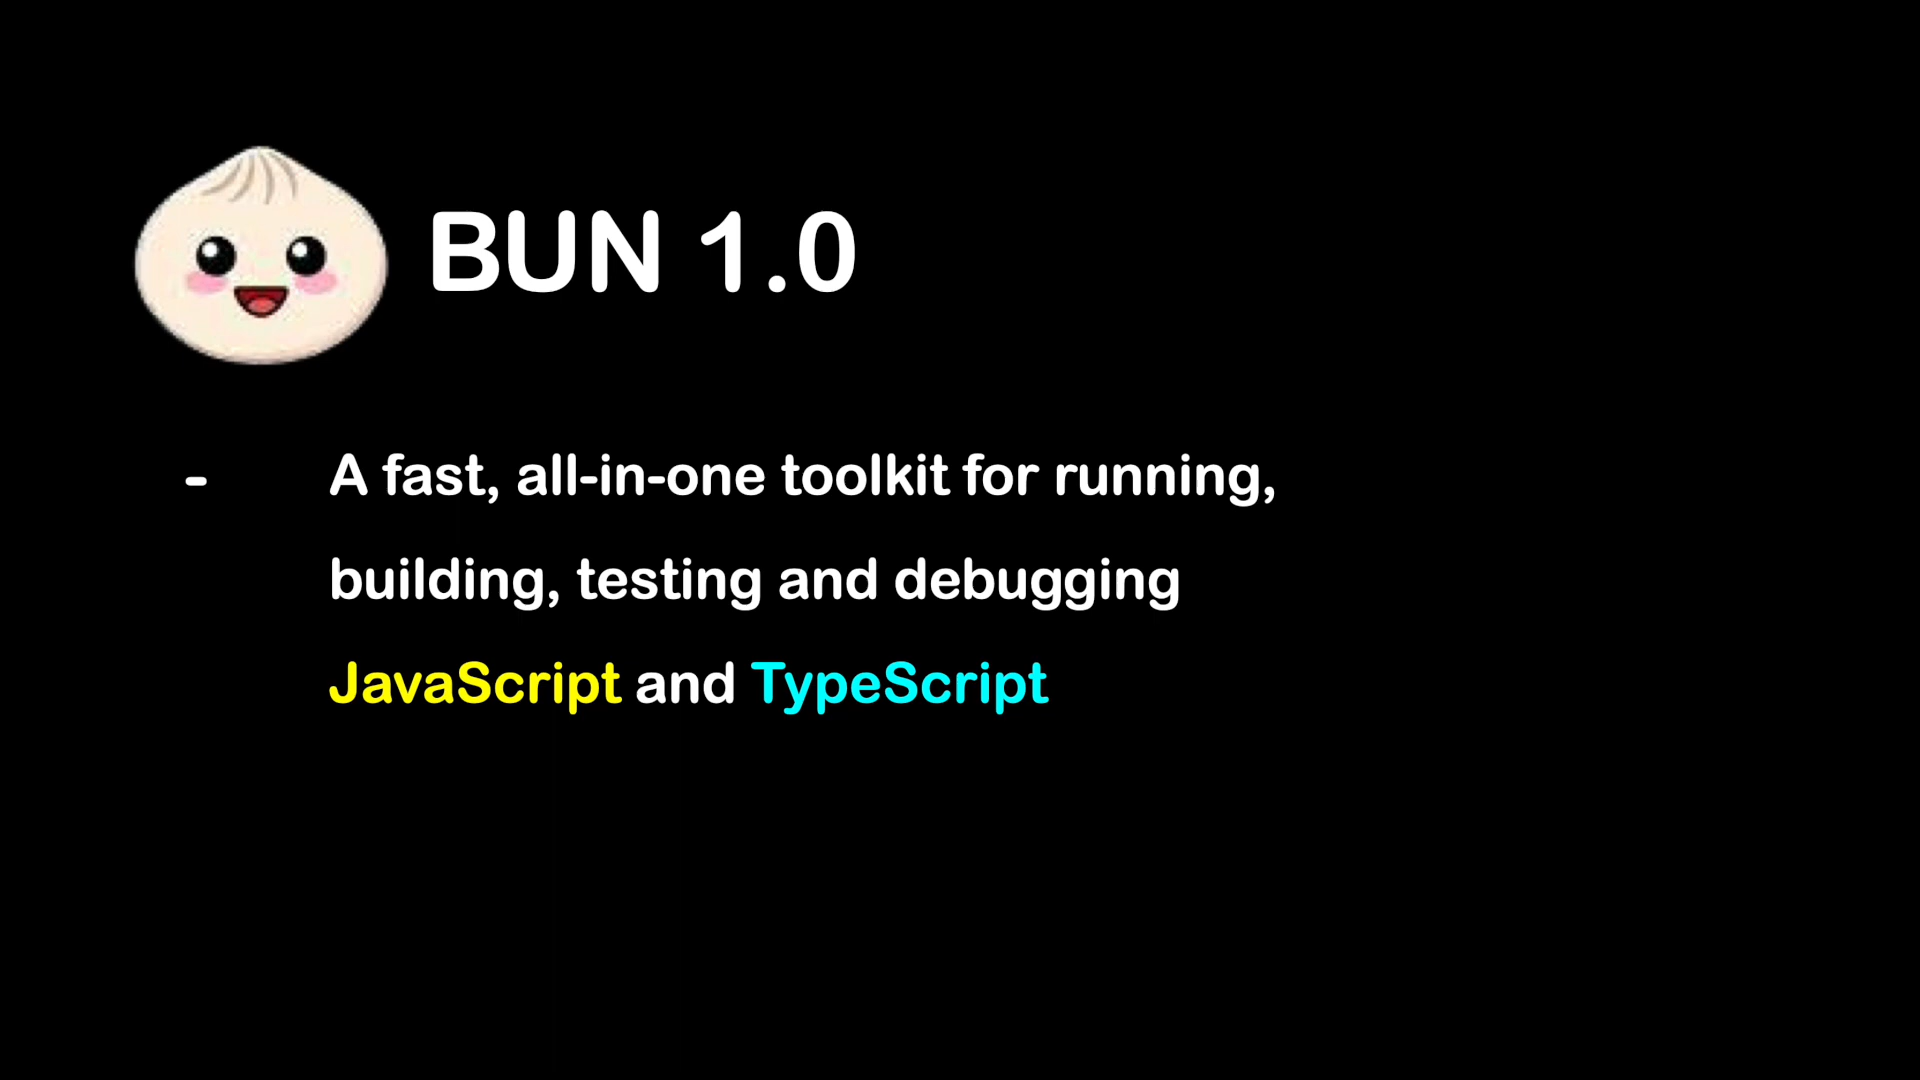 BUN 1.0
- A fast, all-in-one toolkit for running,
building, testing and debugging
JavaScript and TypeScript